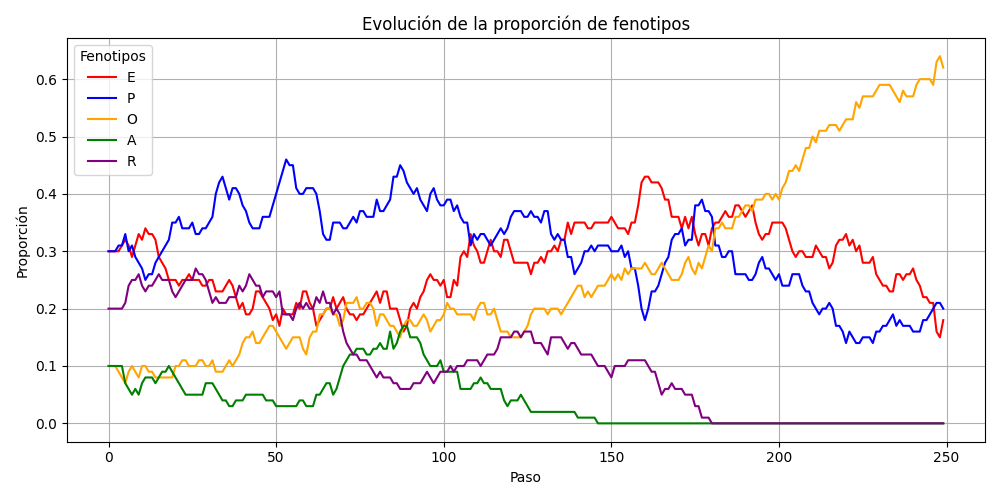 Evolución de la proporción de fenotipos
Fenotipos
E
P
O
A
R
Proporción
0.6
0.5
0.4
0.3
0.2
0.1
0.0
0 50 100 150 200 250
Paso